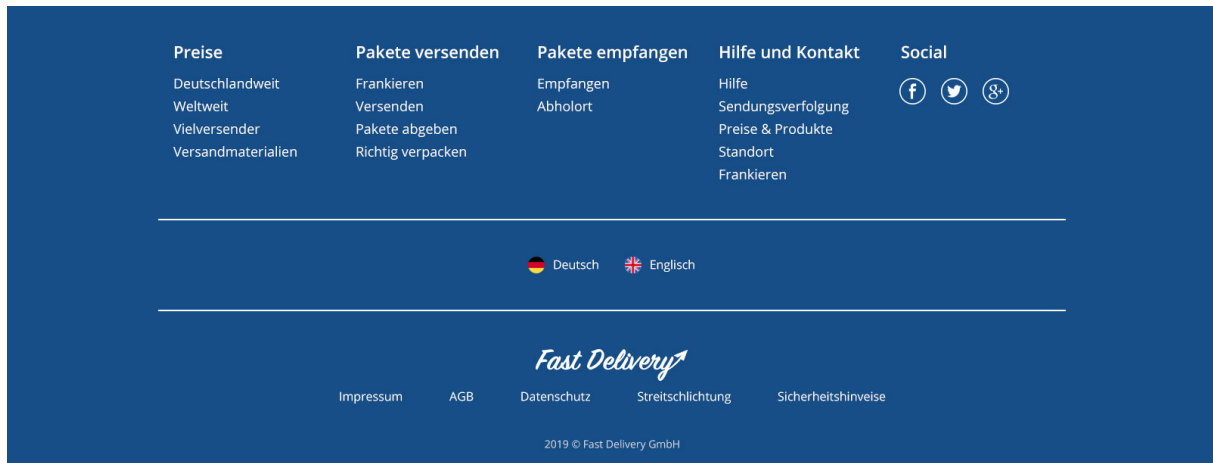 Preise
Deutschlandweit
Weltweit
Vielversender
Versandmaterialien
Pakete versenden
Frankieren
Versenden
Pakete abgeben
Richtig verpacken
Pakete empfangen
Empfangen
Abholort
Hilfe und Kontakt
Hilfe
Sendungsverfolgung
Preise & Produkte
Standort
Frankieren
Social
f
g+
Deutsch
Englisch
Fast Delivery
Impressum
AGB
Datenschutz
Streitschlichtung
Sicherheitshinweise
2019 © Fast Delivery GmbH